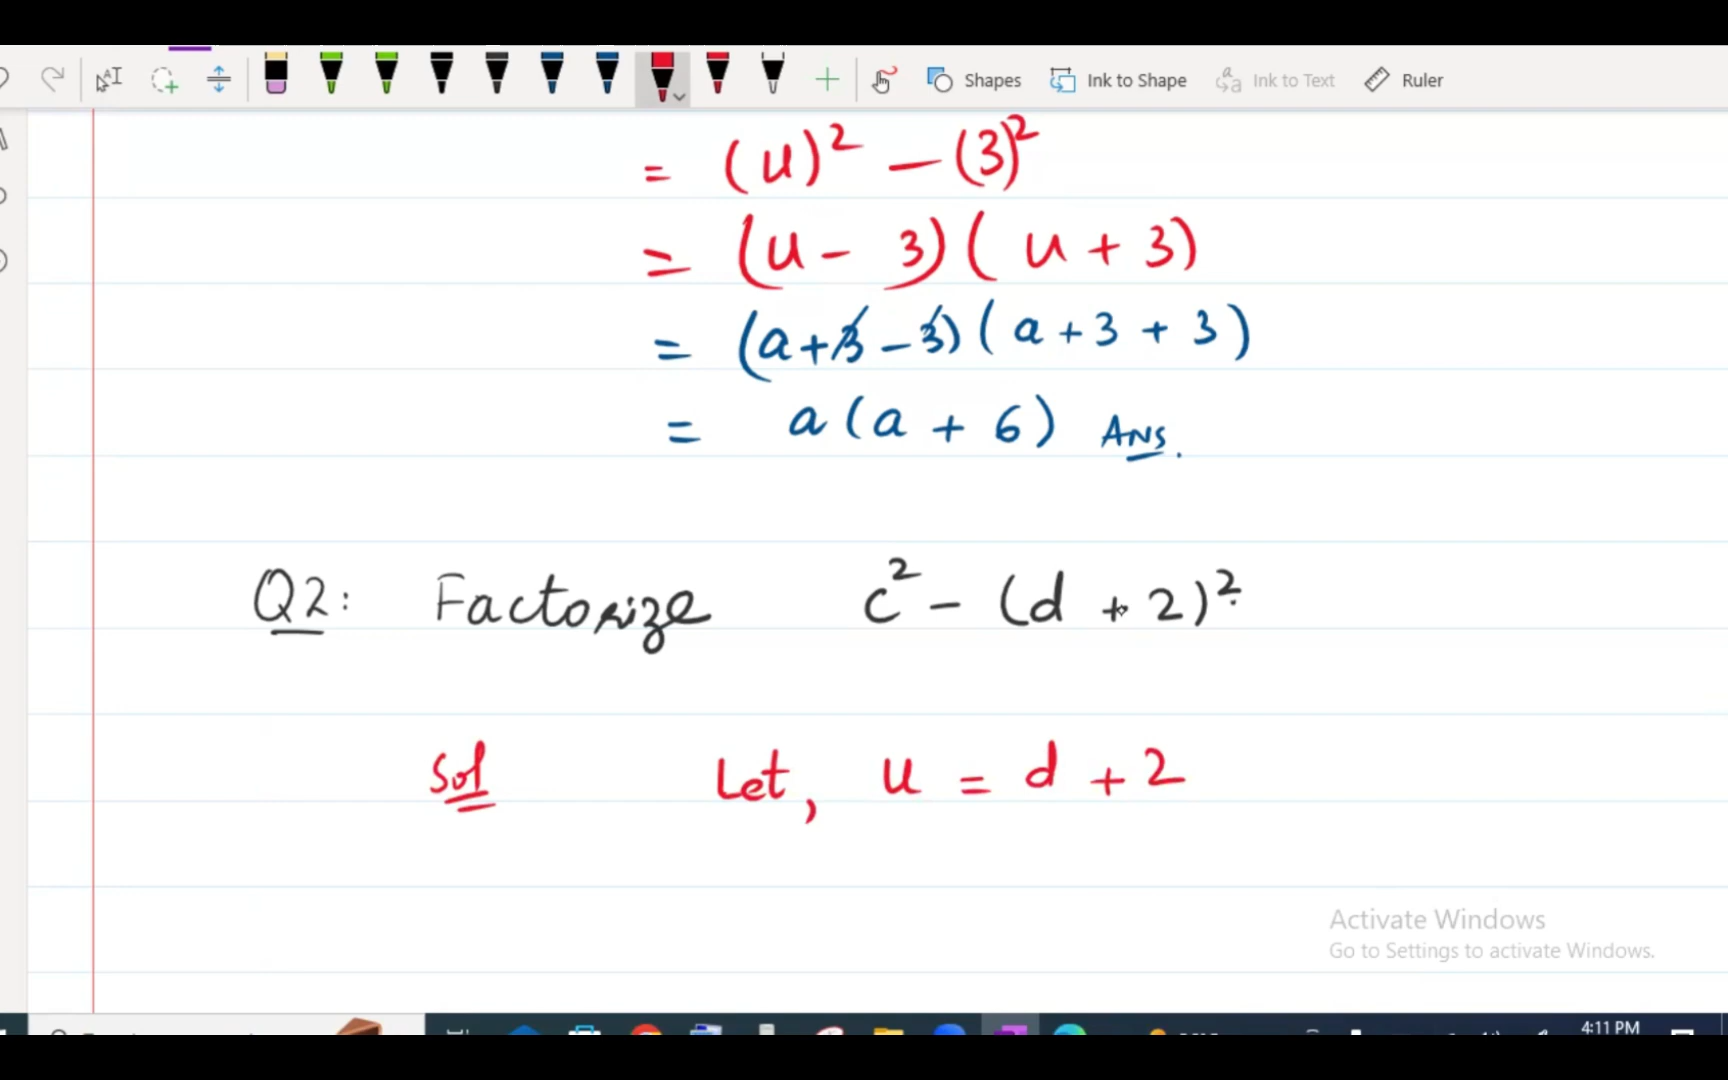 Shapes Ink to Shape Ink to Text Ruler
= (u)² – (3)²
= (u – 3)(u + 3)
= (a + 3 – 3)(a + 3 + 3)
= a(a + 6) Ans.
Q2: Factorize c² – (d + 2)²
Sol Let, u = d + 2
Activate Windows
Go to Settings to activate Windows.
4:11 PM